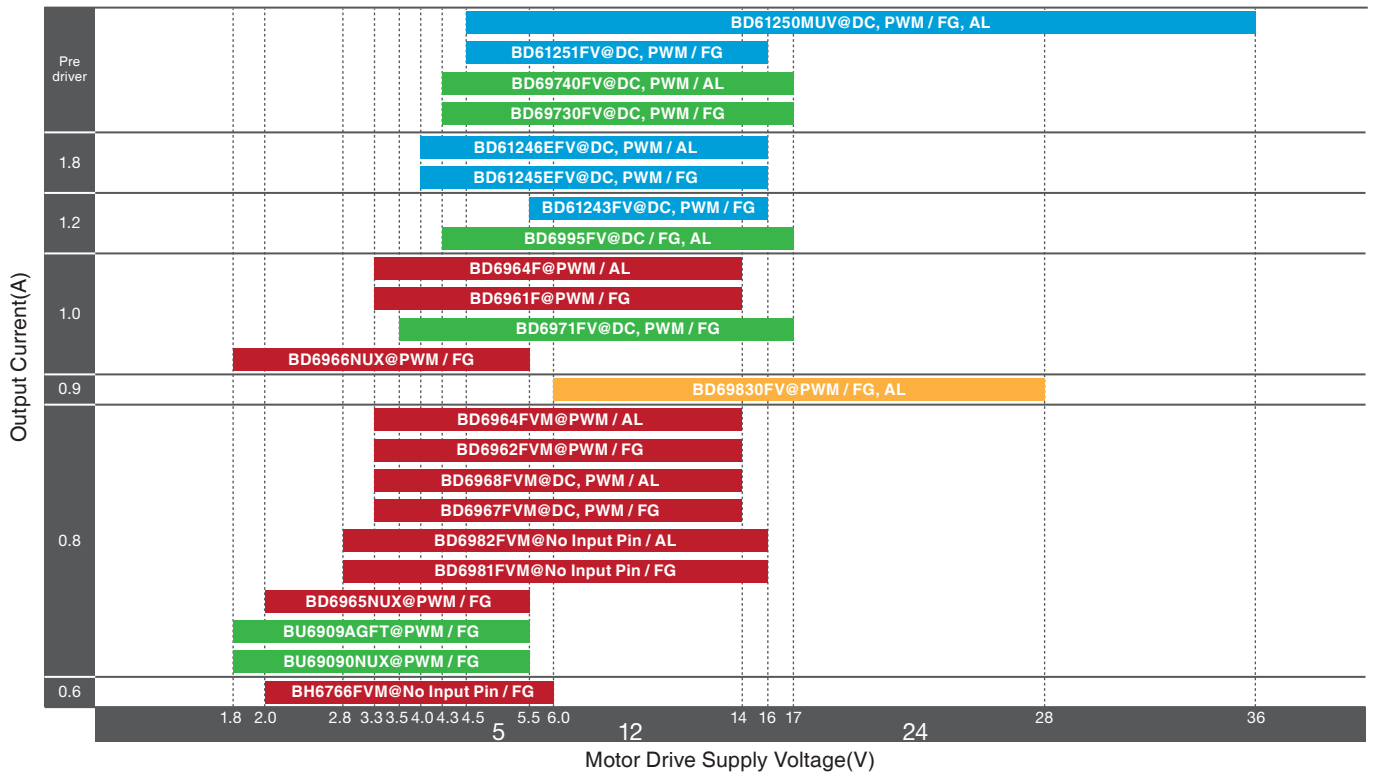 Output Current(A)
Pre
driver
BD61250MUV@DC, PWM / FG, AL
BD61251FV@DC, PWM / FG
BD69740FV@DC, PWM / AL
BD69730FV@DC, PWM / FG
1.8
BD61246EFV@DC, PWM / AL
BD61245EFV@DC, PWM / FG
1.2
BD61243FV@DC, PWM / FG
BD6995FV@DC / FG, AL
1.0
BD6964F@PWM / AL
BD6961F@PWM / FG
BD6971FV@DC, PWM / FG
BD6966NUX@PWM / FG
0.9
BD69830FV@PWM / FG, AL
0.8
BD6964FVM@PWM / AL
BD6962FVM@PWM / FG
BD6968FVM@DC, PWM / AL
BD6967FVM@DC, PWM / FG
BD6982FVM@No Input Pin / AL
BD6981FVM@No Input Pin / FG
BD6965NUX@PWM / FG
BU6909AGFT@PWM / FG
BU69090NUX@PWM / FG
0.6
BH6766FVM@No Input Pin / FG
1.8 2.0 2.8 3.3 3.5 4.0 4.3 4.5 5.5 6.0 14 16 17 28 36
5 12 24
Motor Drive Supply Voltage(V)